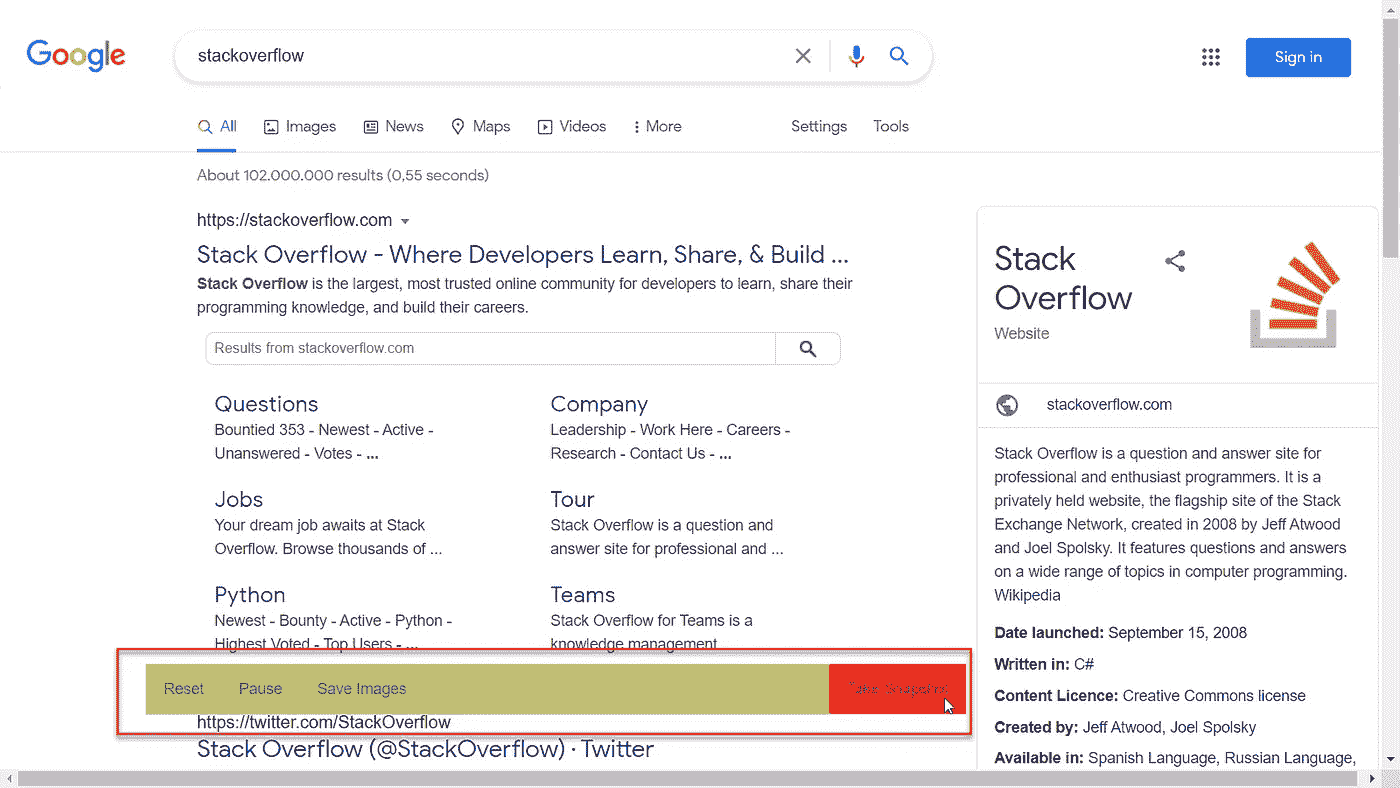 Google
stackoverflow
Sign in
All Images News Maps Videos More Settings Tools
About 102.000.000 results (0,55 seconds)
https://stackoverflow.com
Stack Overflow - Where Developers Learn, Share, & Build ...
Stack Overflow is the largest, most trusted online community for developers to learn, share their
programming knowledge, and build their careers.
Results from stackoverflow.com
Questions
Bountied 353 - Newest - Active -
Unanswered - Votes - ...
Company
Leadership - Work Here - Careers -
Research - Contact Us - ...
Jobs
Your dream job awaits at Stack
Overflow. Browse thousands of ...
Tour
Stack Overflow is a question and
answer site for professional and ...
Python
Newest - Bounty - Active - Python -
Highest Voted - Top Users - ...
Teams
Stack Overflow for Teams is a
knowledge management
Reset Pause Save Images
https://twitter.com/StackOverflow
Stack Overflow (@StackOverflow) · Twitter
Stack
Overflow
Website
stackoverflow.com
Stack Overflow is a question and answer site for
professional and enthusiast programmers. It is a
privately held website, the flagship site of the Stack
Exchange Network, created in 2008 by Jeff Atwood
and Joel Spolsky. It features questions and answers
on a wide range of topics in computer programming.
Wikipedia
Date launched: September 15, 2008
Written in: C#
Content Licence: Creative Commons license
Created by: Jeff Atwood, Joel Spolsky
Available in: Spanish Language, Russian Language,